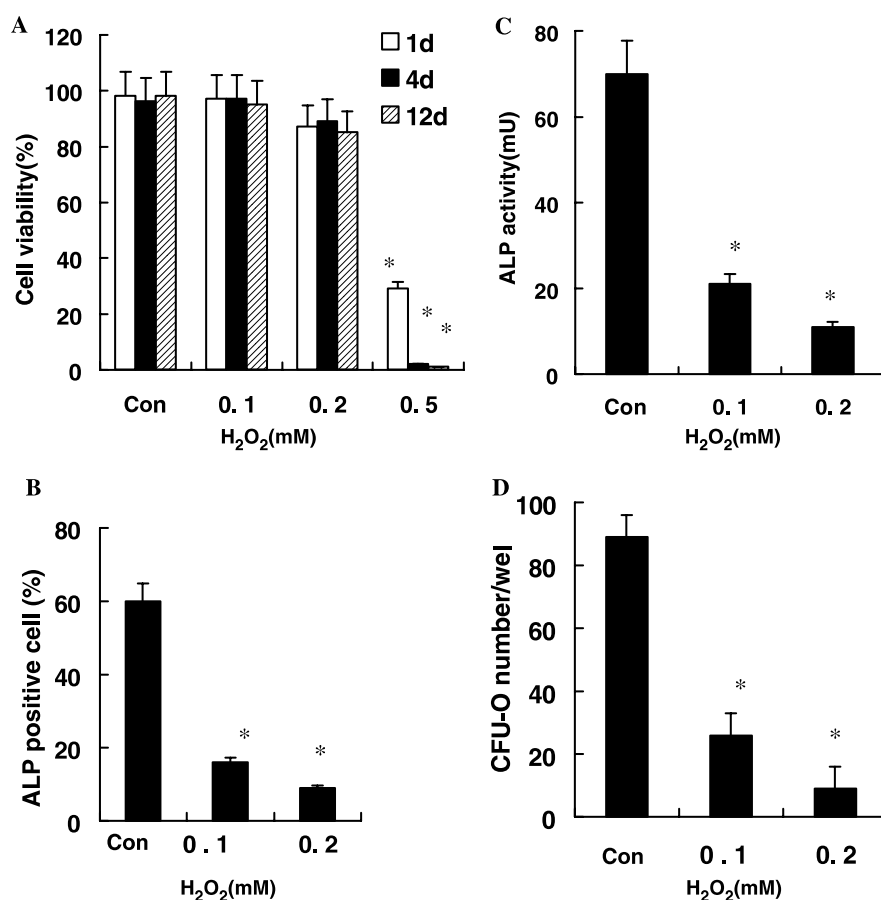 A
Cell viability(%)
120
100
80
60
40
20
0
1d
4d
12d
*
*
*
Con 0. 1 0. 2 0. 5
H2O2(mM)
C
ALP activity(mU)
80
60
40
20
0
*
*
Con 0. 1 0. 2
H2O2(mM)
B
ALP positive cell (%)
80
60
40
20
0
*
*
Con 0 . 1 0. 2
H2O2(mM)
D
CFU-O number/wel
100
80
60
40
20
0
*
*
Con 0 . 1 0. 2
H2O2(mM)